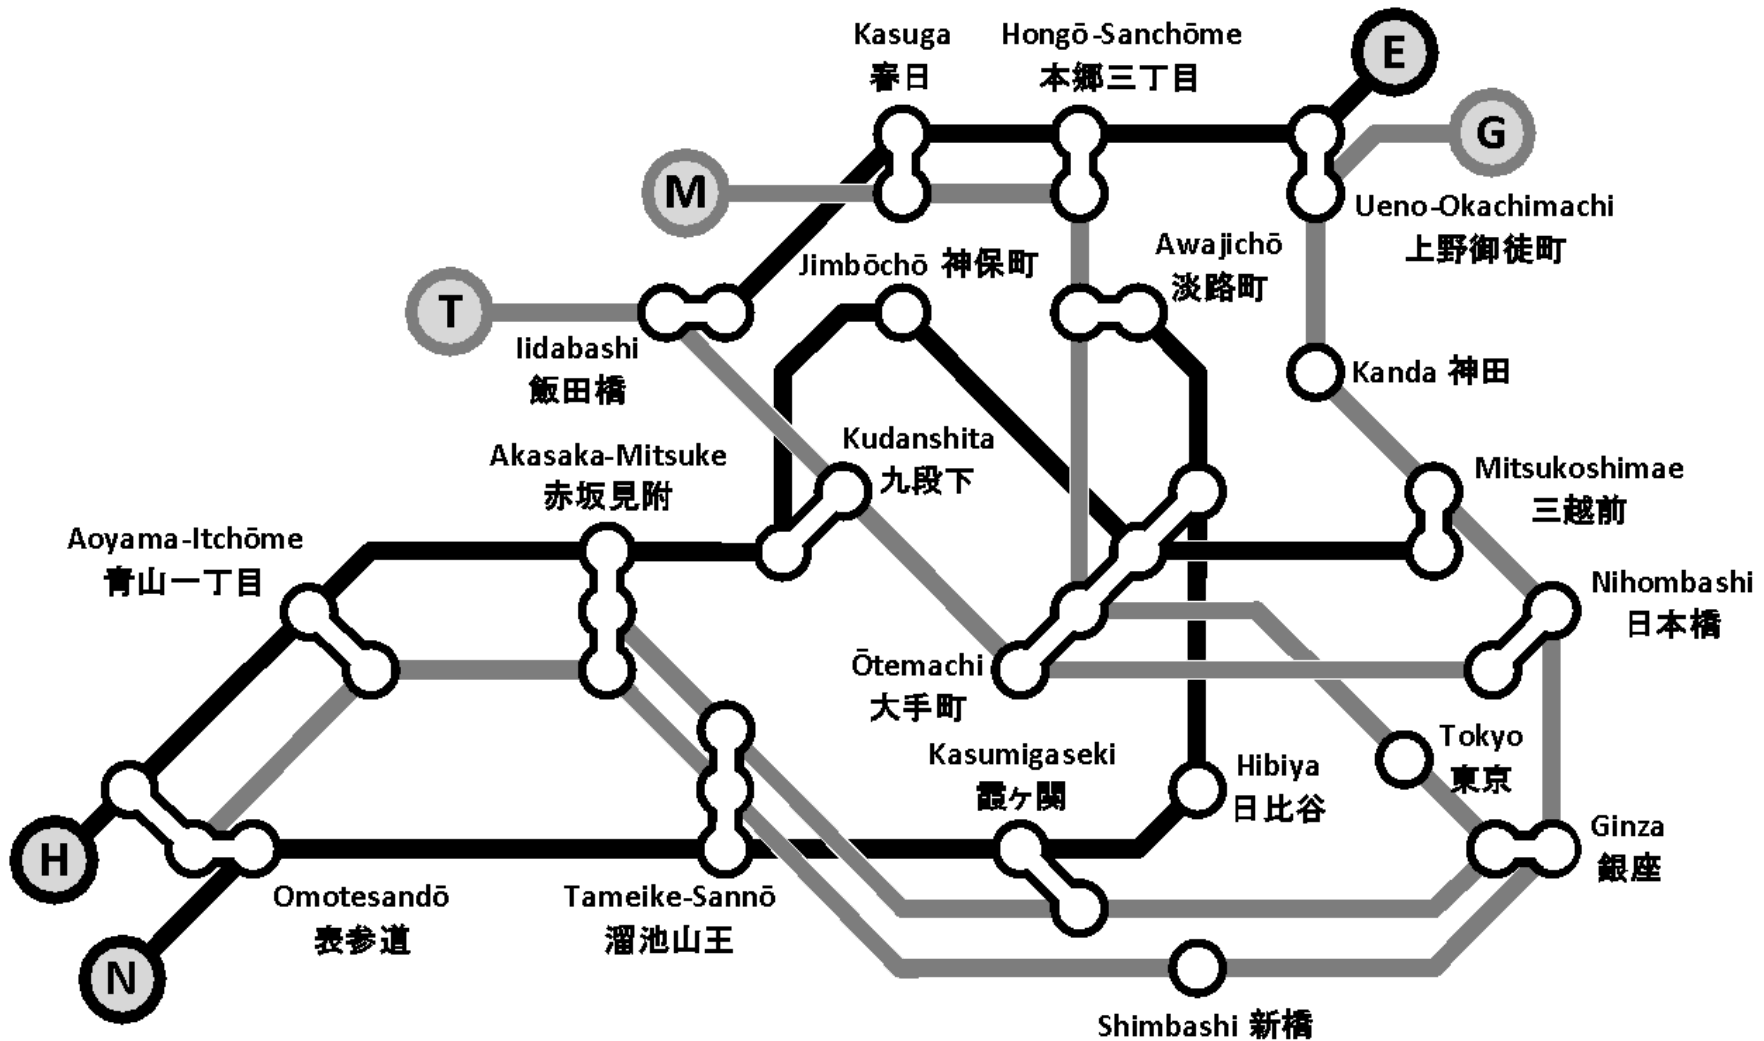 Kasuga
春日
Hongō-Sanchōme
本郷三丁目
E
G
M
Ueno-Okachimachi
上野御徒町
Awajichō
淡路町
Jimbōchō 神保町
T
Iidabashi
飯田橋
Kanda 神田
Kudanshita
九段下
Akasaka-Mitsuke
赤坂見附
Mitsukoshimae
三越前
Aoyama-Itchōme
青山一丁目
Nihombashi
日本橋
Ōtemachi
大手町
Tokyo
東京
Kasumigaseki
霞ヶ関
Hibiya
日比谷
Ginza
銀座
H
Omotesandō
表参道
Tameike-Sannō
溜池山王
N
Shimbashi 新橋